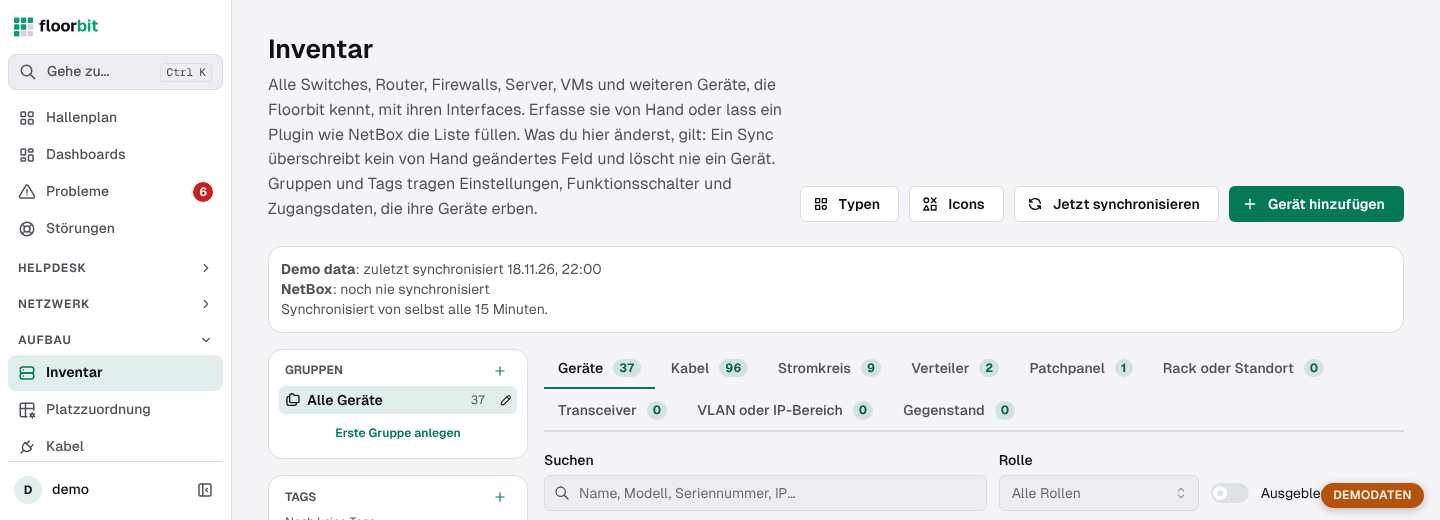 floorbit
Gehe zu...
Ctrl K
Hallenplan
Dashboards
Probleme
6
Störungen
HELPDESK
NETZWERK
AUFBAU
Inventar
Platzzuordnung
Kabel
D
demo
Inventar
Alle Switches, Router, Firewalls, Server, VMs und weiteren Geräte, die
Floorbit kennt, mit ihren Interfaces. Erfasse sie von Hand oder lass ein
Plugin wie NetBox die Liste füllen. Was du hier änderst, gilt: Ein Sync
überschreibt kein von Hand geändertes Feld und löscht nie ein Gerät.
Gruppen und Tags tragen Einstellungen, Funktionsschalter und
Zugangsdaten, die ihre Geräte erben.
Typen
Icons
Jetzt synchronisieren
Gerät hinzufügen
Demo data: zuletzt synchronisiert 18.11.26, 22:00
NetBox: noch nie synchronisiert
Synchronisiert von selbst alle 15 Minuten.
GRUPPEN
Alle Geräte 37
Erste Gruppe anlegen
TAGS
Noch keine Tags
Geräte 37
Kabel 96
Stromkreis 9
Verteiler 2
Patchpanel 1
Rack oder Standort 0
Transceiver 0
VLAN oder IP-Bereich 0
Gegenstand 0
Suchen
Name, Modell, Seriennummer, IP...
Rolle
Alle Rollen
Ausgeble
DEMODATEN